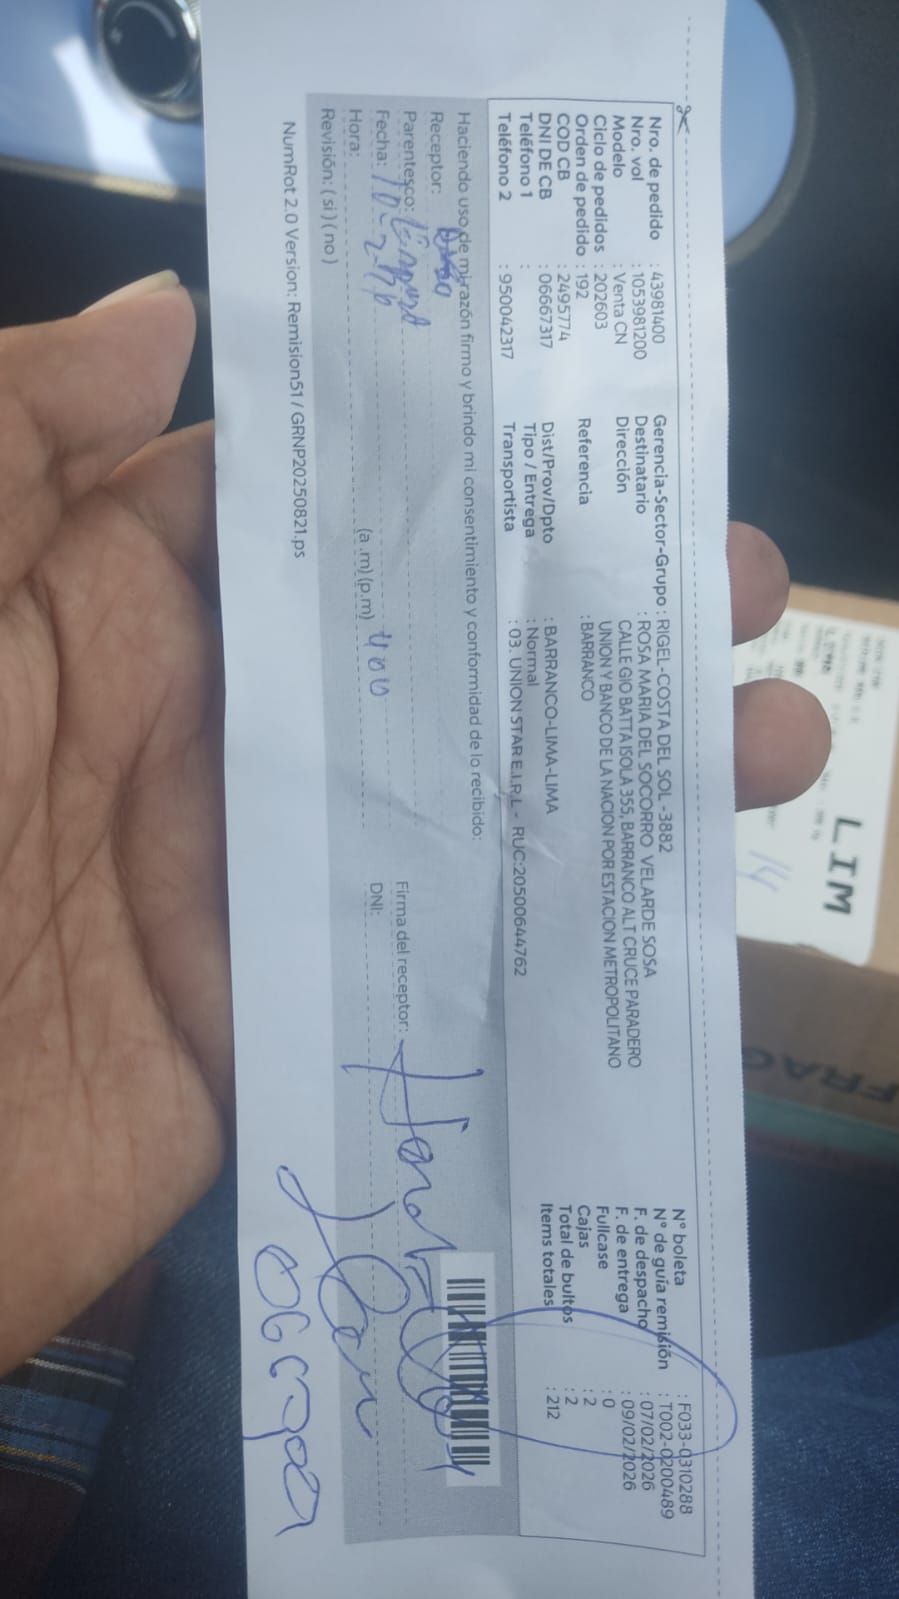 Nro. de pedido : 43981400
Nro. vol : 1053981200
Modelo : Venta CN
Ciclo de pedidos : 202603
Orden de pedido : 192
COD CB : 2495774
DNI DE CB : 06667317
Teléfono 1 :
Teléfono 2 : 950042317
Gerencia-Sector-Grupo : RIGEL-COSTA DEL SOL -3882
Destinatario : ROSA MARIA DEL SOCORRO VELARDE SOSA
Dirección : CALLE GIO BATTA ISOLA 355, BARRANCO ALT CRUCE PARADERO
UNION Y BANCO DE LA NACION POR ESTACION METROPOLITANO
Referencia : BARRANCO
Dist/Prov/Dpto : BARRANCO-LIMA-LIMA
Tipo / Entrega : Normal
Transportista : 03. UNION STAR E.I.R.L - RUC:20500644762
N° boleta : F033-0310288
N° de guía remisión : T002-0200489
F. de despacho : 07/02/2026
F. de entrega : 09/02/2026
Fullcase : 0
Cajas : 2
Total de bultos : 2
Items totales : 212
Haciendo uso de mi razón firmo y brindo mi consentimiento y conformidad de lo recibido:
Receptor:
Parentesco:
Fecha:
Hora: (a.m) (p.m) 400
Revisión: ( si ) ( no )
Firma del receptor:
DNI:
NumRot 2.0 Version: Remision51 / GRNP20250821.ps
LIM
14
FRAG